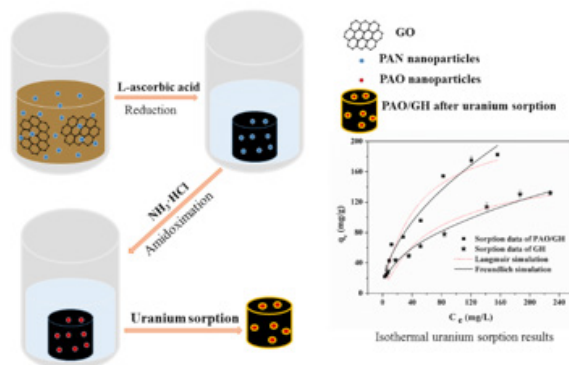 L-ascorbic acid
Reduction
NH₃·HCl
Amidoximation
Uranium sorption
GO
PAN nanoparticles
PAO nanoparticles
PAO/GH after uranium sorption
qₑ (mg/g)
200
160
120
80
40
0
Sorption data of PAO/GH
Sorption data of GH
Langmuir simulation
Freundlich simulation
0 40 80 120 160 200 240
C e (mg/L)
Isothermal uranium sorption results